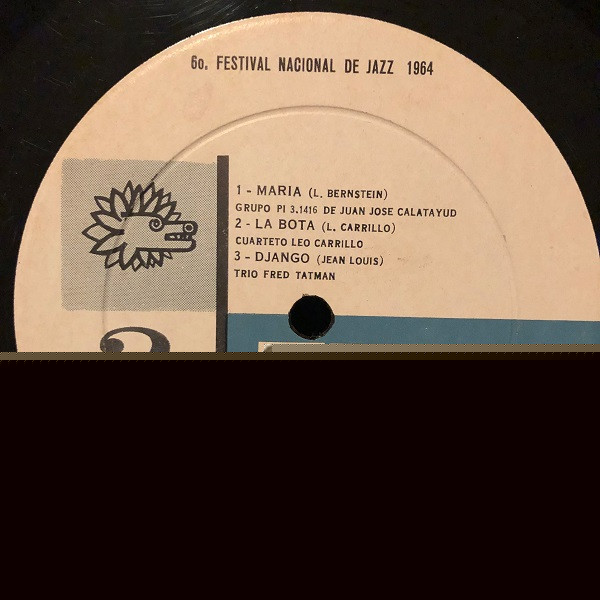 6o. FESTIVAL NACIONAL DE JAZZ 1964
1 - MARIA (L. BERNSTEIN)
GRUPO PI 3.1416 DE JUAN JOSE CALATAYUD
2 - LA BOTA (L. CARRILLO)
CUARTETO LEO CARRILLO
3 - DJANGO (JEAN LOUIS)
TRIO FRED TATMAN